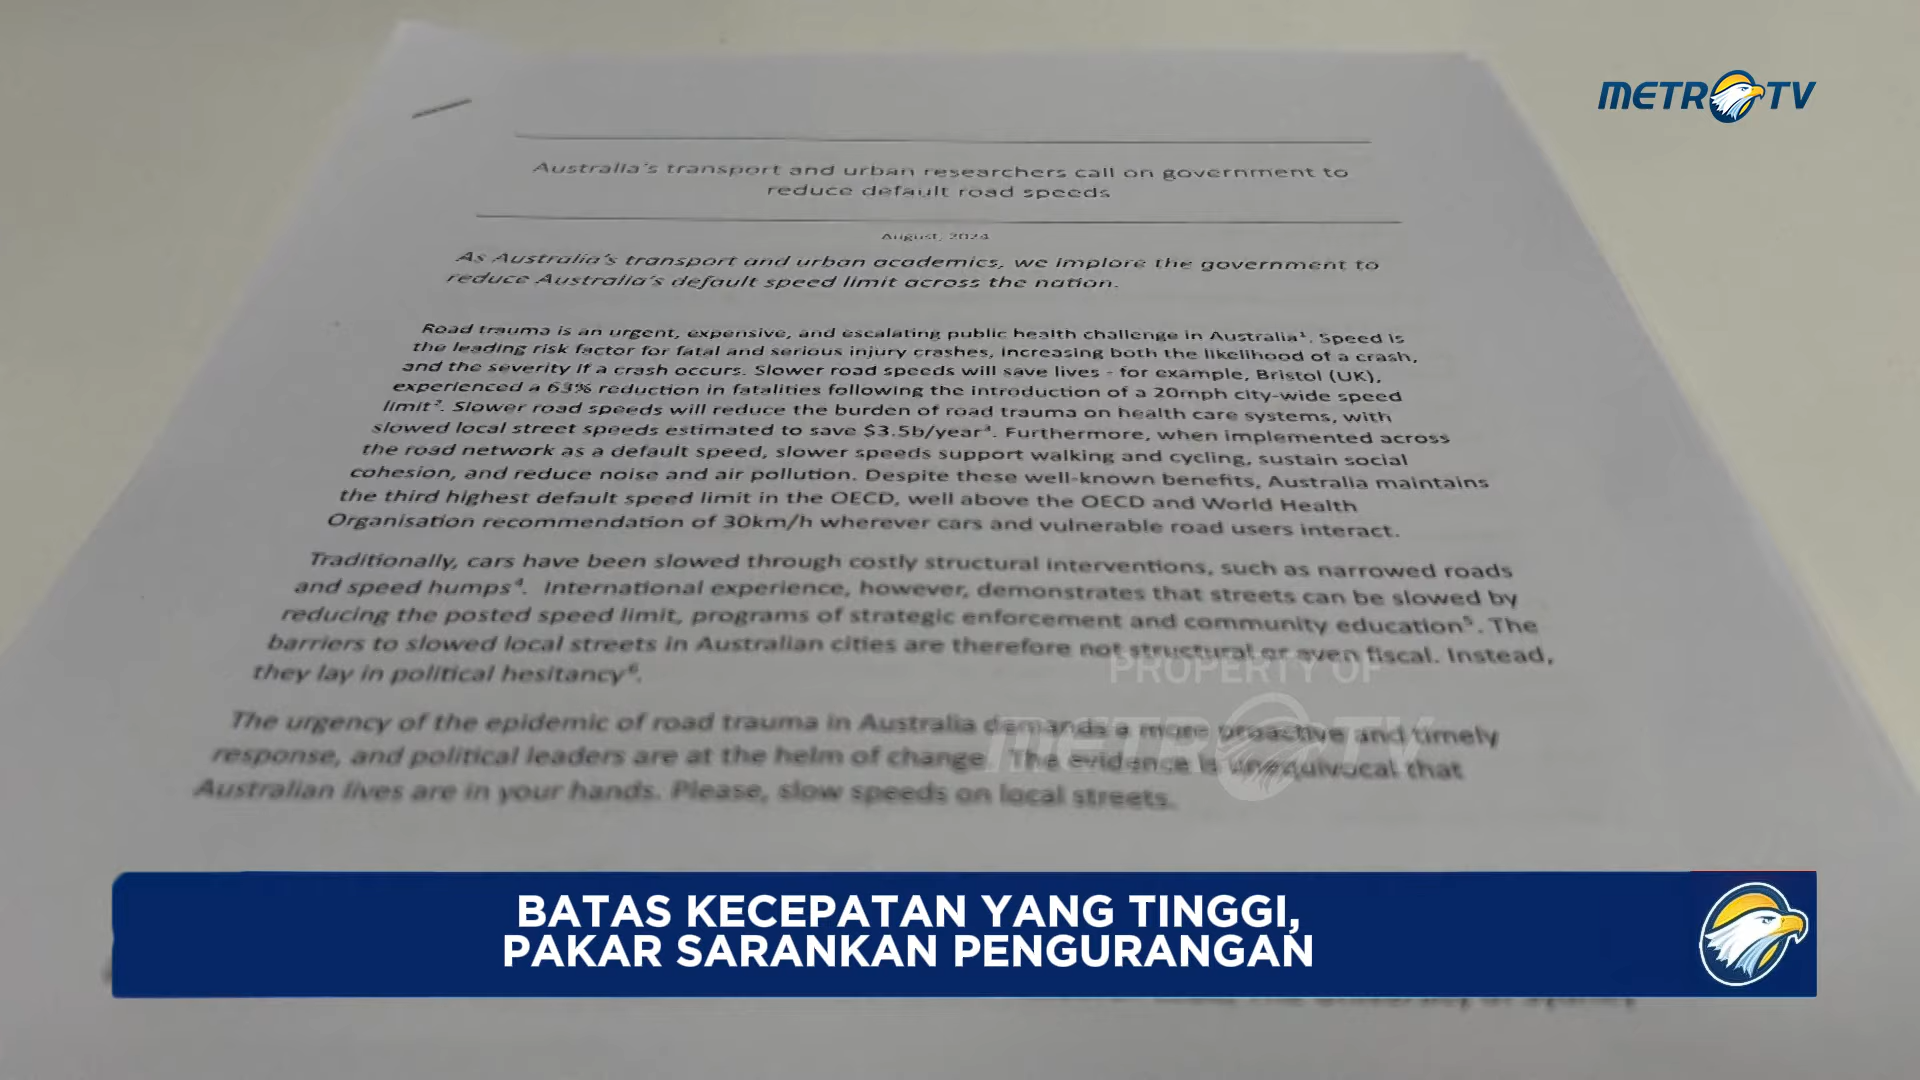 METRO TV
Australia's transport and urban researchers call on government to
reduce default road speeds
August, 2024
As Australia's transport and urban academics, we implore the government to
reduce Australia's default speed limit across the nation.
Road trauma is an urgent, expensive, and escalating public health challenge in Australia¹. Speed is
the leading risk factor for fatal and serious injury crashes, increasing both the likelihood of a crash,
and the severity if a crash occurs. Slower road speeds will save lives - for example, Bristol (UK),
experienced a 63% reduction in fatalities following the introduction of a 20mph city-wide speed
limit². Slower road speeds will reduce the burden of road trauma on health care systems, with
slowed local street speeds estimated to save $3.5b/year³. Furthermore, when implemented across
the road network as a default speed, slower speeds support walking and cycling, sustain social
cohesion, and reduce noise and air pollution. Despite these well-known benefits, Australia maintains
the third highest default speed limit in the OECD, well above the OECD and World Health
Organisation recommendation of 30km/h wherever cars and vulnerable road users interact.
Traditionally, cars have been slowed through costly structural interventions, such as narrowed roads
and speed humps⁴. International experience, however, demonstrates that streets can be slowed by
reducing the posted speed limit, programs of strategic enforcement and community education⁵. The
barriers to slowed local streets in Australian cities are therefore not structural or even fiscal. Instead,
they lay in political hesitancy⁶.
PROPERTY OF
METRO TV
The urgency of the epidemic of road trauma in Australia demands a more proactive and timely
response, and political leaders are at the helm of change. The evidence is unequivocal that
Australian lives are in your hands. Please, slow speeds on local streets.
BATAS KECEPATAN YANG TINGGI,
PAKAR SARANKAN PENGURANGAN